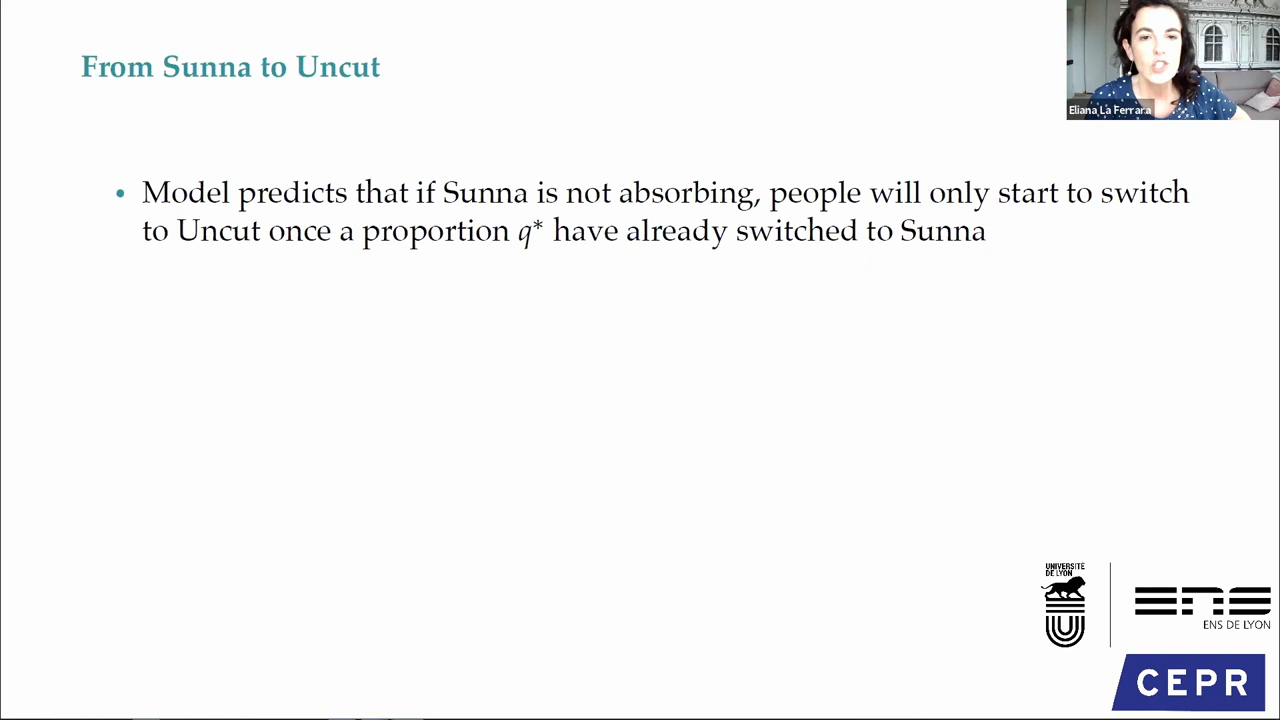 From Sunna to Uncut
Eliana La Ferrara
• Model predicts that if Sunna is not absorbing, people will only start to switch
to Uncut once a proportion q* have already switched to Sunna
UNIVERSITÉ
DE LYON
ENS
ENS DE LYON
CEPR